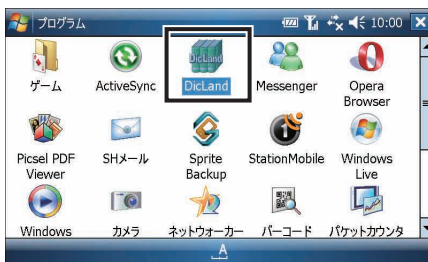 プログラム 10:00
ゲーム ActiveSync DicLand Messenger Opera Browser
Picsel PDF Viewer SHメール Sprite Backup StationMobile Windows Live
Windows カメラ ネットウォーカー バーコード パケットカウンタ
DicLand
A